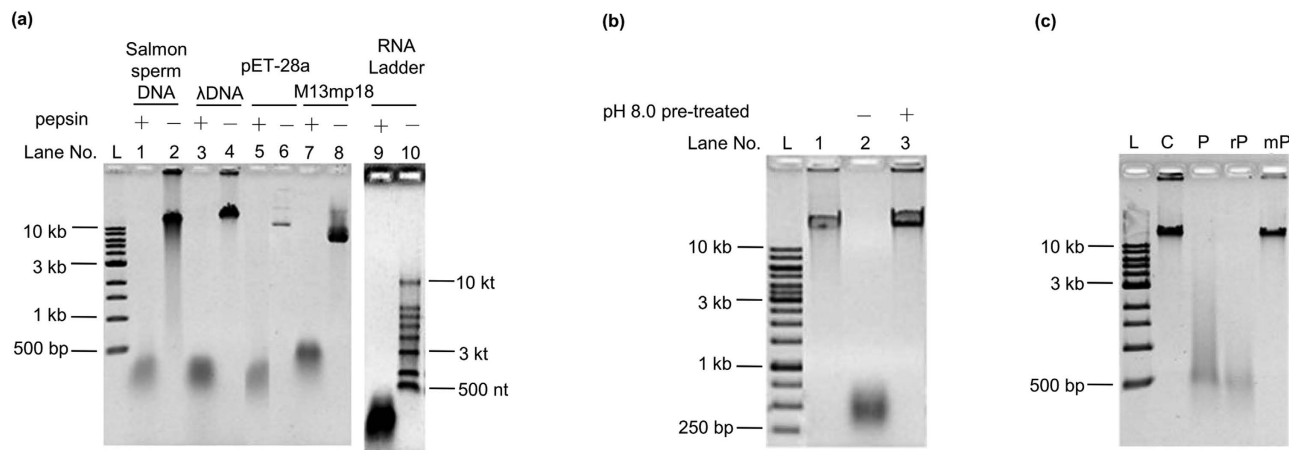 (a)
Salmon
sperm
DNA
λDNA
pET-28a
M13mp18
RNA
Ladder
pepsin + − + − + − + − + −
Lane No. L 1 2 3 4 5 6 7 8 9 10
10 kb
3 kb
1 kb
500 bp
10 kt
3 kt
500 nt
(b)
pH 8.0 pre-treated − +
Lane No. L 1 2 3
10 kb
3 kb
1 kb
250 bp
(c)
L C P rP mP
10 kb
3 kb
500 bp